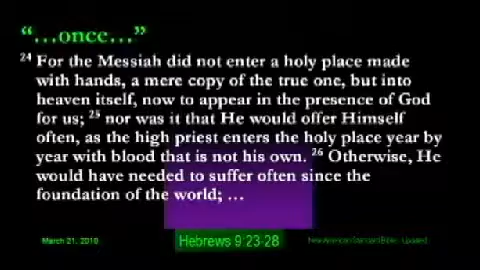 “…once…”
24 For the Messiah did not enter a holy place made
with hands, a mere copy of the true one, but into
heaven itself, now to appear in the presence of God
for us; 25 nor was it that He would offer Himself
often, as the high priest enters the holy place year by
year with blood that is not his own. 26 Otherwise, He
would have needed to suffer often since the
foundation of the world; …
March 21, 2010
Hebrews 9:23-28
New American Standard Bible - Updated